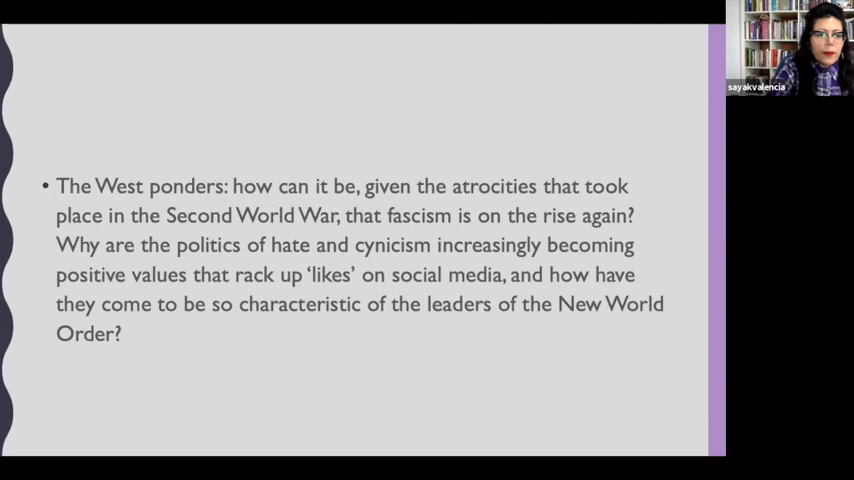 • The West ponders: how can it be, given the atrocities that took
place in the Second World War, that fascism is on the rise again?
Why are the politics of hate and cynicism increasingly becoming
positive values that rack up ‘likes’ on social media, and how have
they come to be so characteristic of the leaders of the New World
Order?
sayakvalencia